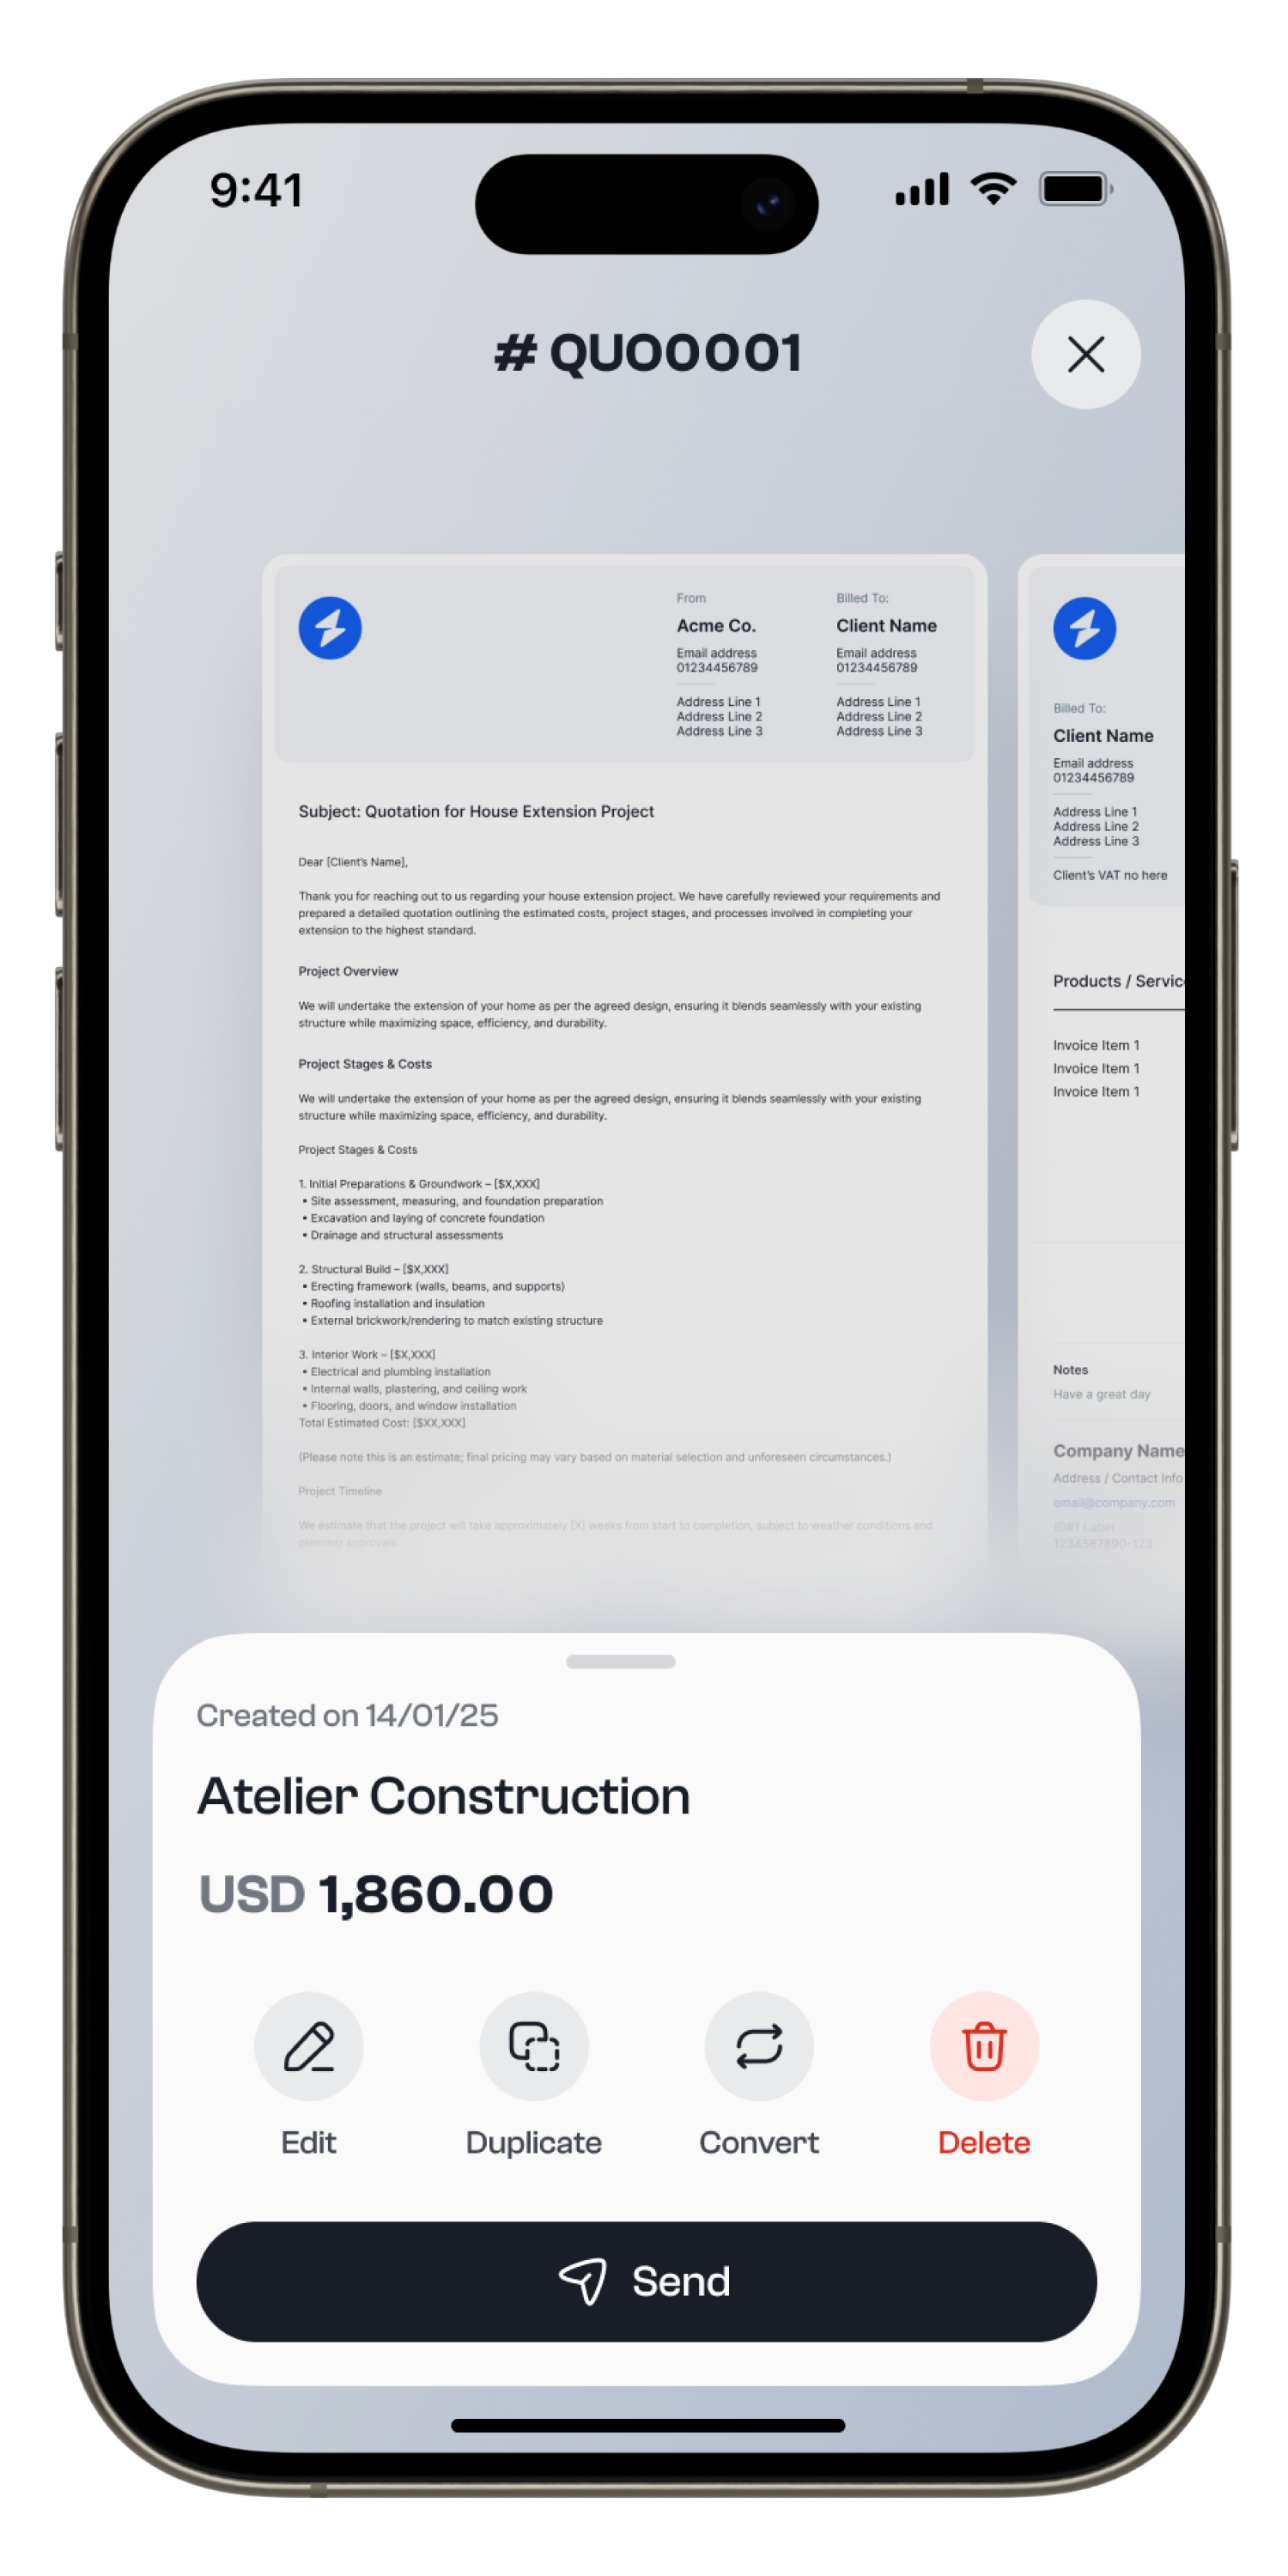 9:41
# QUO0001
From
Acme Co.
Email address
01234456789
Address Line 1
Address Line 2
Address Line 3
Billed To:
Client Name
Email address
01234456789
Address Line 1
Address Line 2
Address Line 3
Subject: Quotation for House Extension Project
Dear [Client's Name],
Thank you for reaching out to us regarding your house extension project. We have carefully reviewed your requirements and
prepared a detailed quotation outlining the estimated costs, project stages, and processes involved in completing your
extension to the highest standard.
Project Overview
We will undertake the extension of your home as per the agreed design, ensuring it blends seamlessly with your existing
structure while maximizing space, efficiency, and durability.
Project Stages & Costs
We will undertake the extension of your home as per the agreed design, ensuring it blends seamlessly with your existing
structure while maximizing space, efficiency, and durability.
Project Stages & Costs
1. Initial Preparations & Groundwork – [$X,XXX]
• Site assessment, measuring, and foundation preparation
• Excavation and laying of concrete foundation
• Drainage and structural assessments
2. Structural Build – [$X,XXX]
• Erecting framework (walls, beams, and supports)
• Roofing installation and insulation
• External brickwork/rendering to match existing structure
3. Interior Work – [$X,XXX]
• Electrical and plumbing installation
• Internal walls, plastering, and ceiling work
• Flooring, doors, and window installation
Total Estimated Cost: [$XX,XXX]
(Please note this is an estimate; final pricing may vary based on material selection and unforeseen circumstances.)
Project Timeline
We estimate that the project will take approximately [X] weeks from start to completion, subject to weather conditions and
planning approvals.
Billed To:
Client Name
Email address
01234456789
Address Line 1
Address Line 2
Address Line 3
Client's VAT no here
Products / Servic
Invoice Item 1
Invoice Item 1
Invoice Item 1
Notes
Have a great day
Company Name
Address / Contact Info
email@company.com
ID#1 Label
1234567890-123
Created on 14/01/25
Atelier Construction
USD 1,860.00
Edit
Duplicate
Convert
Delete
Send